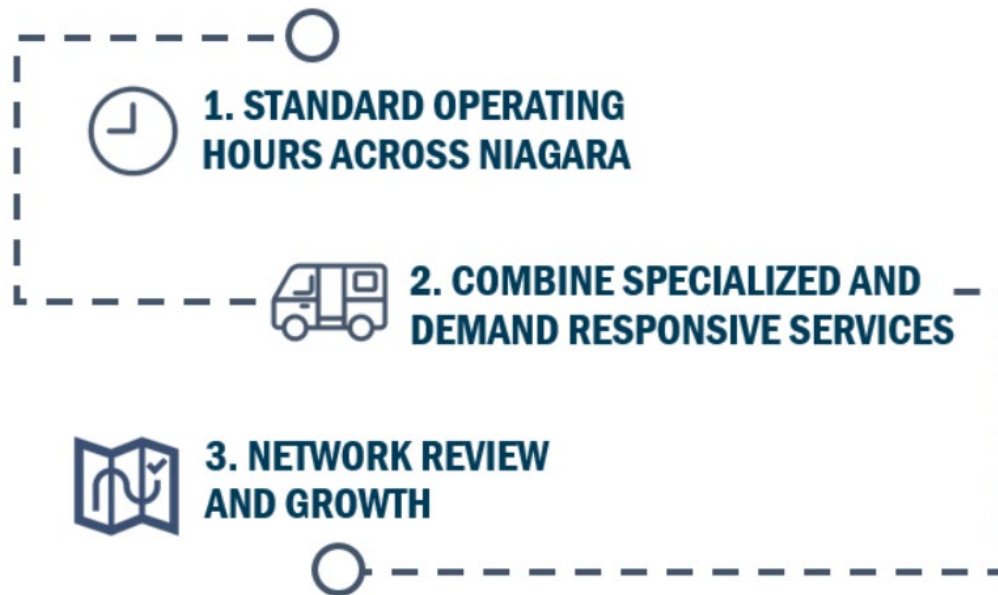 1. STANDARD OPERATING
HOURS ACROSS NIAGARA
2. COMBINE SPECIALIZED AND
DEMAND RESPONSIVE SERVICES
3. NETWORK REVIEW
AND GROWTH